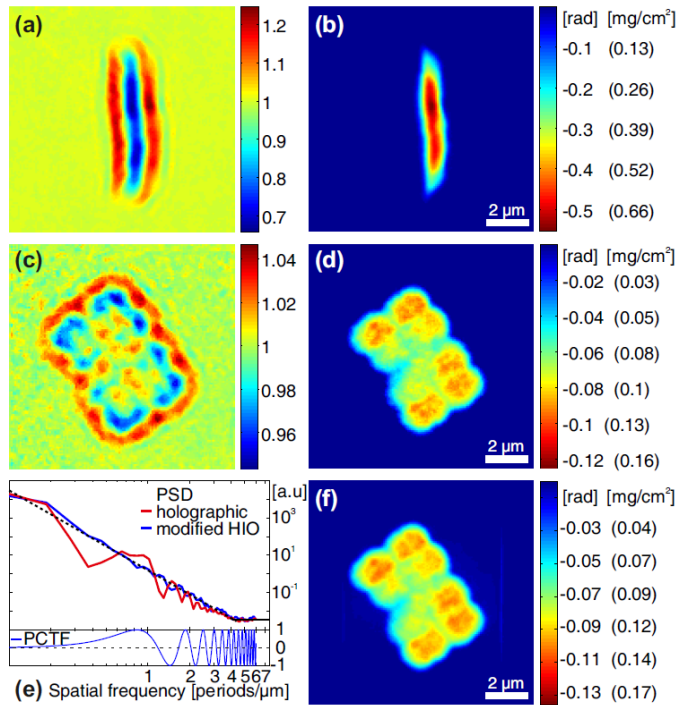 (a)
1.2
1.1
1
0.9
0.8
0.7
(b)
2 µm
[rad] [mg/cm²]
-0.1 (0.13)
-0.2 (0.26)
-0.3 (0.39)
-0.4 (0.52)
-0.5 (0.66)
(c)
1.04
1.02
1
0.98
0.96
(d)
2 µm
[rad] [mg/cm²]
-0.02 (0.03)
-0.04 (0.05)
-0.06 (0.08)
-0.08 (0.1)
-0.1 (0.13)
-0.12 (0.16)
PSD
holographic
modified HIO
[a.u]
10³
10¹
10⁻¹
1
0
-1
PCTF
1 2 3 4 5 6 7
(e) Spatial frequency [periods/µm]
(f)
2 µm
[rad] [mg/cm²]
-0.03 (0.04)
-0.05 (0.07)
-0.07 (0.09)
-0.09 (0.12)
-0.11 (0.14)
-0.13 (0.17)